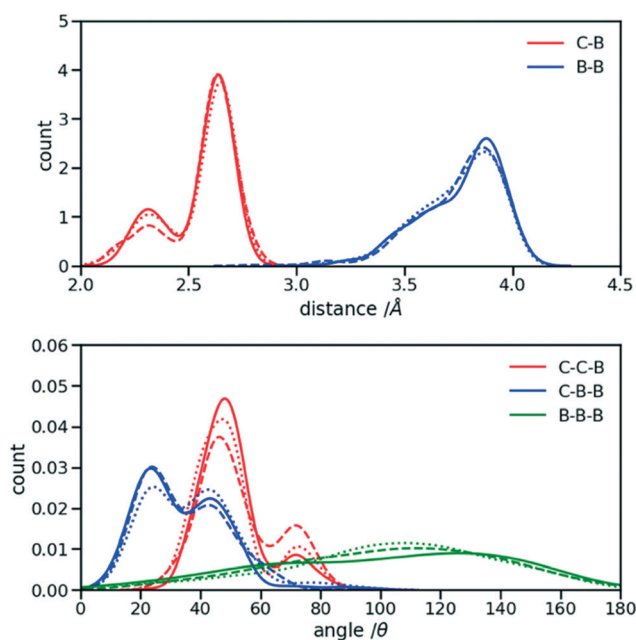 5
4
3
2
1
0
count
C-B
B-B
2.0 2.5 3.0 3.5 4.0 4.5
distance /Å
0.06
0.05
0.04
0.03
0.02
0.01
0.00
count
C-C-B
C-B-B
B-B-B
0 20 40 60 80 100 120 140 160 180
angle /θ